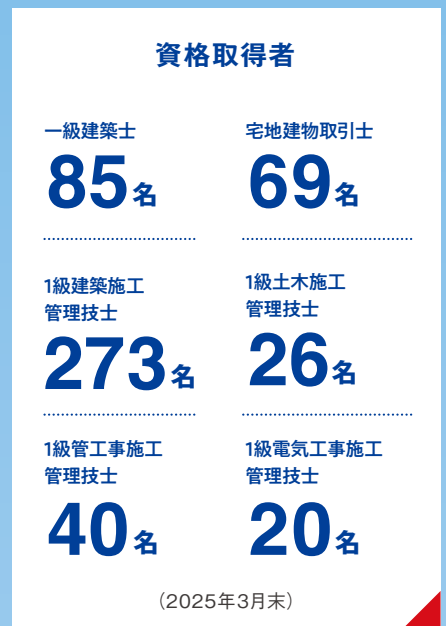 資格取得者
一級建築士
85名
宅地建物取引士
69名
1級建築施工
管理技士
273名
1級土木施工
管理技士
26名
1級管工事施工
管理技士
40名
1級電気工事施工
管理技士
20名
（2025年3月末）